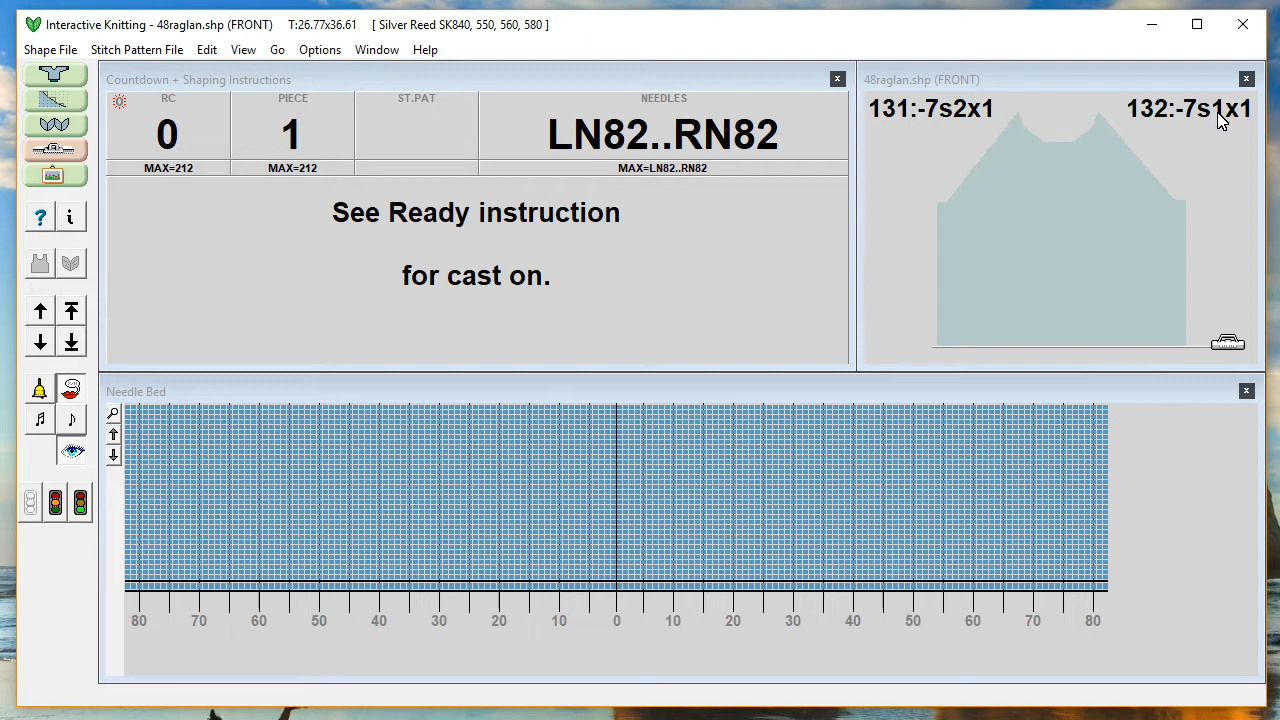 Interactive Knitting - 48raglan.shp (FRONT) T:26.77x36.61 [ Silver Reed SK840, 550, 560, 580 ]
Shape File Stitch Pattern File Edit View Go Options Window Help
Countdown + Shaping Instructions
RC PIECE ST.PAT NEEDLES
0 1 LN82..RN82
MAX=212 MAX=212 MAX=LN82..RN82
See Ready instruction
for cast on.
48raglan.shp (FRONT)
131:-7s2x1 132:-7s1x1
Needle Bed
80 70 60 50 40 30 20 10 0 10 20 30 40 50 60 70 80